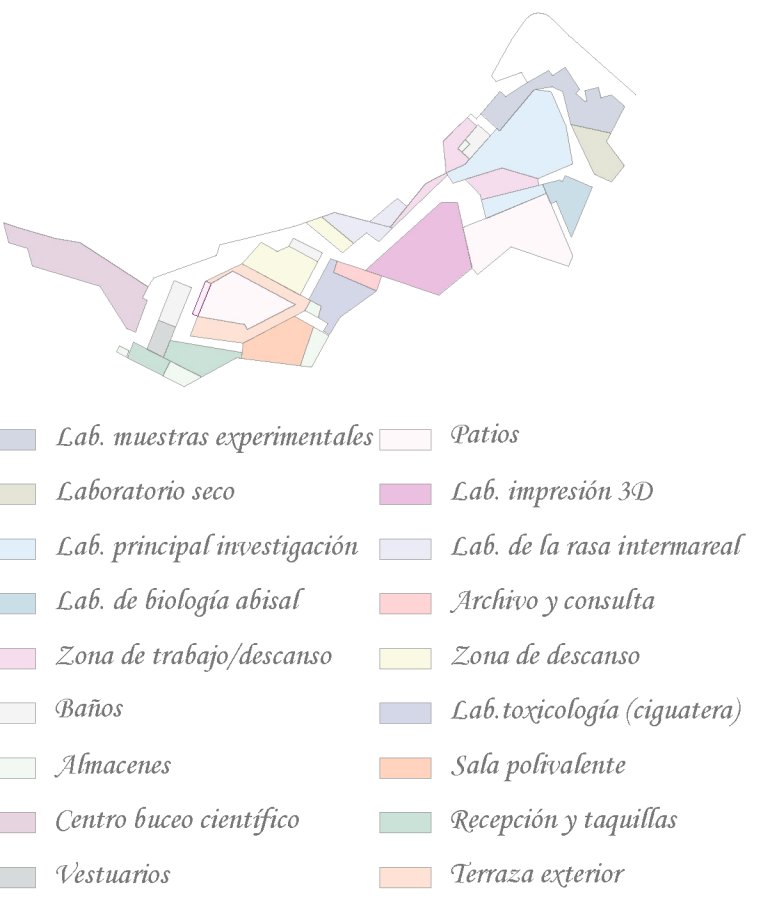 Lab. muestras experimentales
Laboratorio seco
Lab. principal investigación
Lab. de biología abisal
Zona de trabajo/descanso
Baños
Almacenes
Centro buceo científico
Vestuarios
Patios
Lab. impresión 3D
Lab. de la rasa intermareal
Archivo y consulta
Zona de descanso
Lab.toxicología (ciguatera)
Sala polivalente
Recepción y taquillas
Terraza exterior